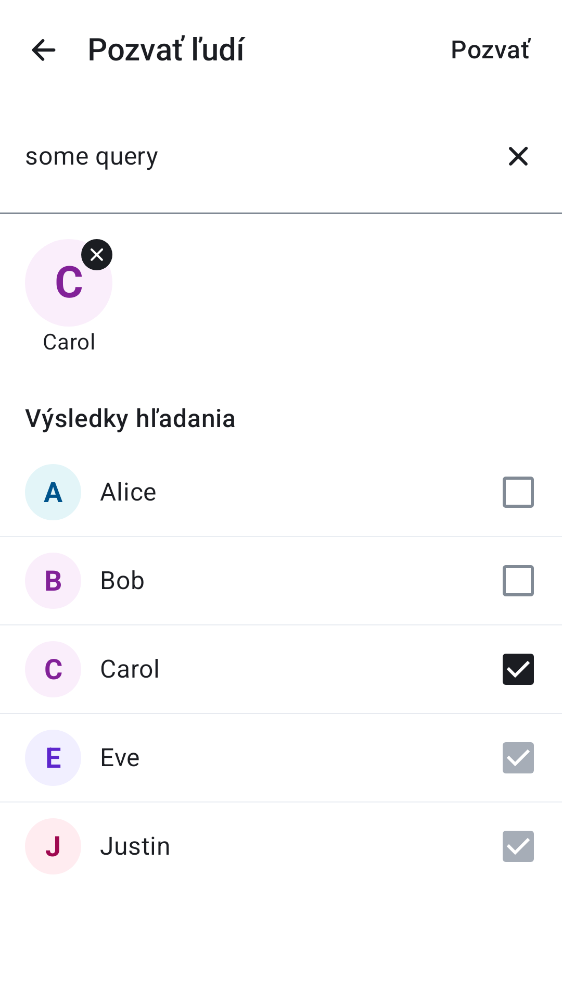 Pozvať ľudí
Pozvať
some query
C
Carol
Výsledky hľadania
A Alice
B Bob
C Carol
E Eve
J Justin